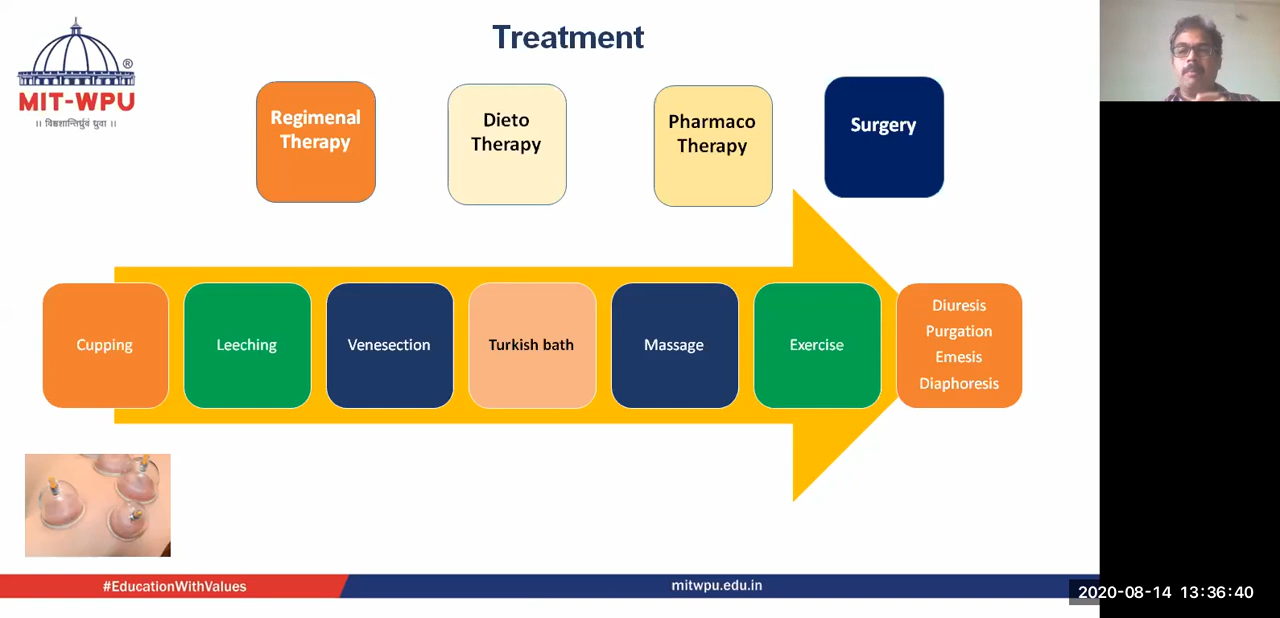 Treatment
®
MIT-WPU
॥ विश्वशान्तिर्ध्रुवं ध्रुवा ॥
Regimenal
Therapy
Dieto
Therapy
Pharmaco
Therapy
Surgery
Cupping
Leeching
Venesection
Turkish bath
Massage
Exercise
Diuresis
Purgation
Emesis
Diaphoresis
#EducationWithValues
mitwpu.edu.in
2020-08-14 13:36:40